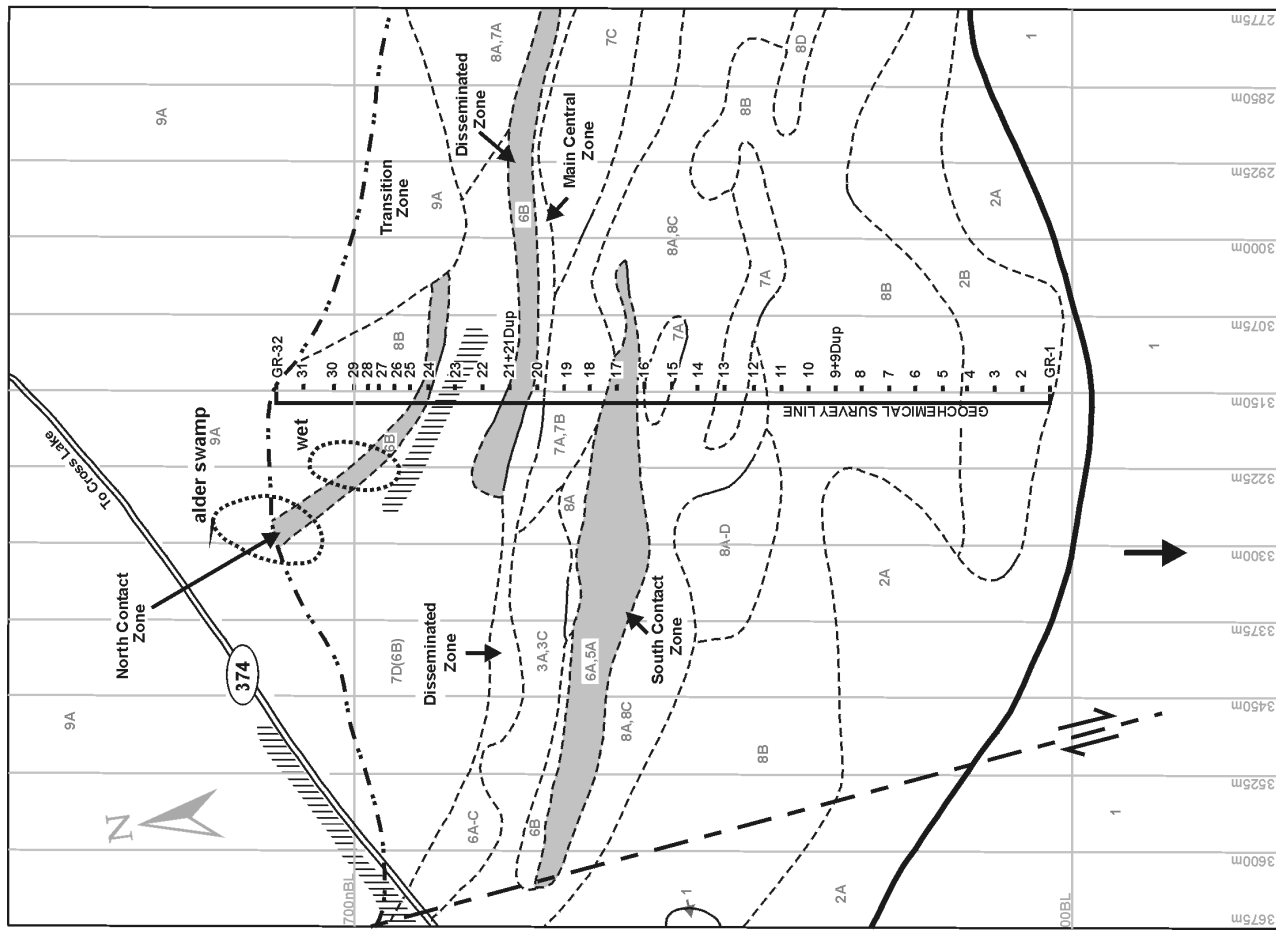 9A
8A,7A
7C
8D
1
2775m
Disseminated
Zone
8B
2850m
Main Central
Zone
2925m
Transition
Zone
9A
6B
8A,8C
2A
3000m
7A
8B
2B
3075m
8B
7A
1
To Cross Lake
GR-32
31
30
29
28
27
26
25
24
23
22
21+21Dup
20
19
18
17
16
15
14
13
12
11
10
9+9Dup
8
7
6
5
4
3
2
GR-1
GEOCHEMICAL SURVEY LINE
3150m
alder swamp
9A
wet
6B
7A,7B
3225m
8A
8A-D
2A
3300m
North Contact
Zone
374
7D(6B)
Disseminated
Zone
3A,3C
6A,5A
South Contact
Zone
3375m
9A
8A,8C
3450m
8B
N
6A-C
6B
1
3525m
3600m
700nBL
1
2A
00BL
3675m